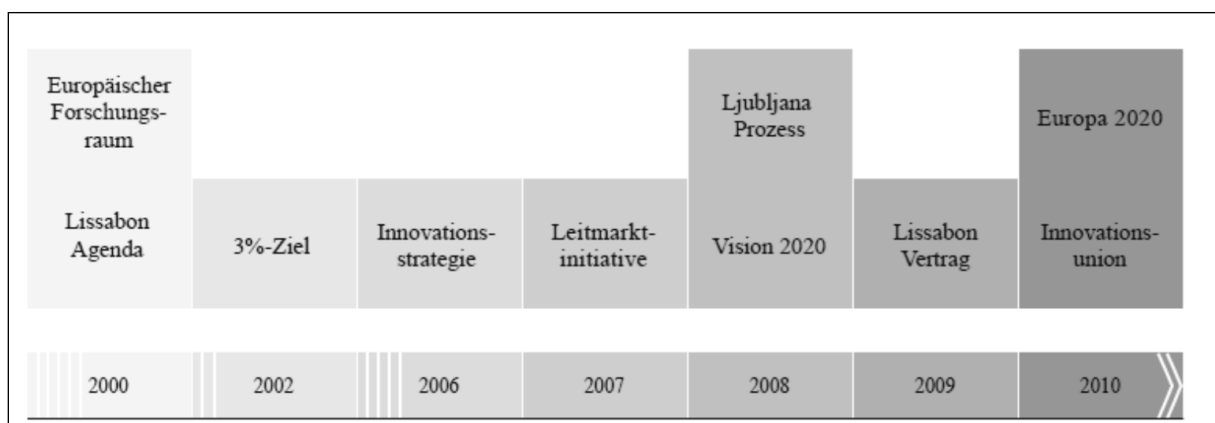 Europäischer
Forschungs-
raum
Ljubljana
Prozess
Europa 2020
Lissabon
Agenda
3%-Ziel
Innovations-
strategie
Leitmarkt-
initiative
Vision 2020
Lissabon
Vertrag
Innovations-
union
2000 2002 2006 2007 2008 2009 2010